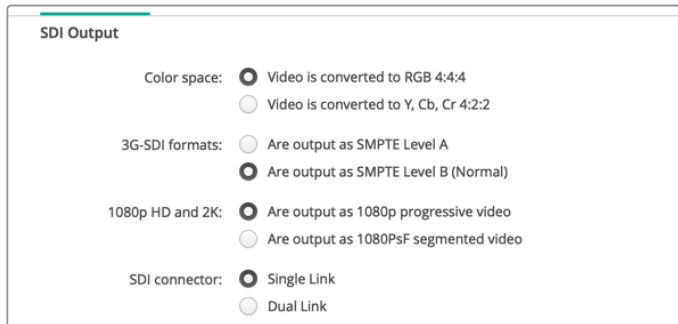 SDI Output
Color space: Video is converted to RGB 4:4:4
Video is converted to Y, Cb, Cr 4:2:2
3G-SDI formats: Are output as SMPTE Level A
Are output as SMPTE Level B (Normal)
1080p HD and 2K: Are output as 1080p progressive video
Are output as 1080PsF segmented video
SDI connector: Single Link
Dual Link